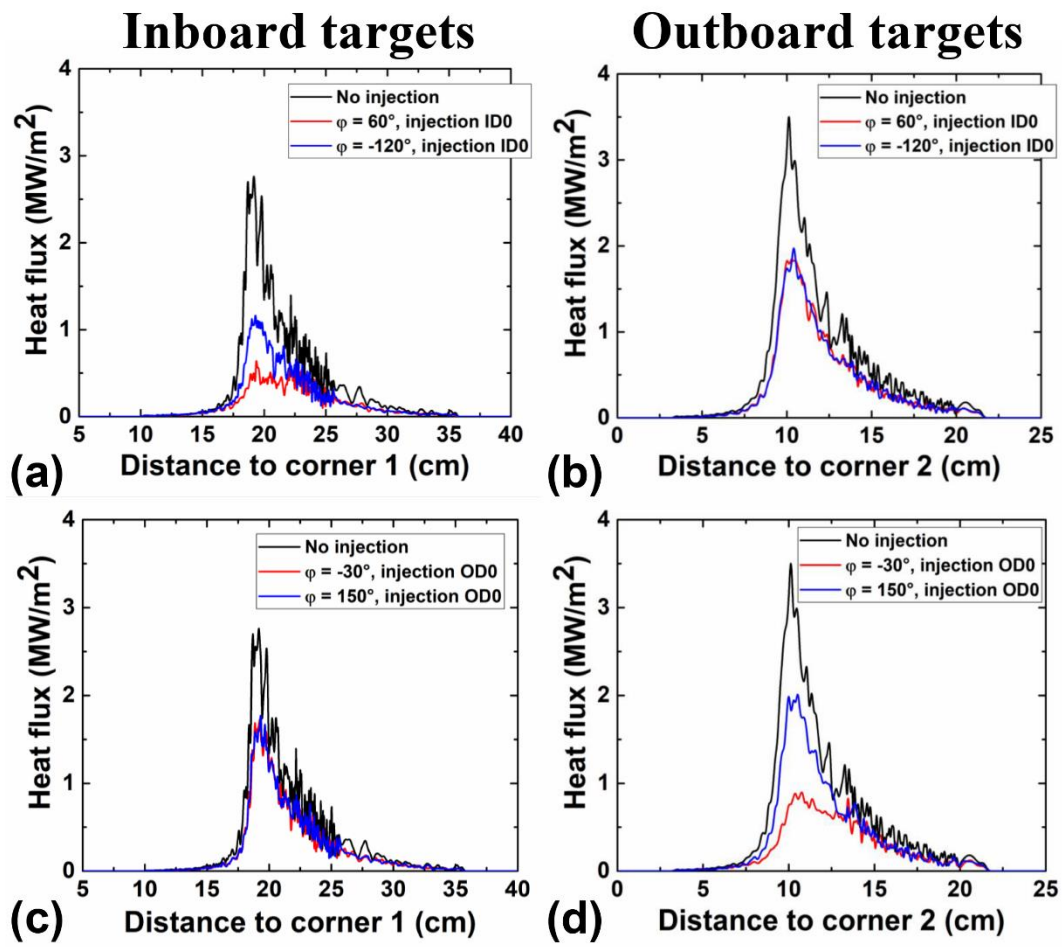 Inboard targets
Outboard targets
Heat flux (MW/m²)
4
3
2
1
0
No injection
φ = 60°, injection ID0
φ = -120°, injection ID0
5 10 15 20 25 30 35 40
(a) Distance to corner 1 (cm)
Heat flux (MW/m²)
4
3
2
1
0
No injection
φ = 60°, injection ID0
φ = -120°, injection ID0
0 5 10 15 20 25
(b) Distance to corner 2 (cm)
Heat flux (MW/m²)
4
3
2
1
0
No injection
φ = -30°, injection OD0
φ = 150°, injection OD0
5 10 15 20 25 30 35 40
(c) Distance to corner 1 (cm)
Heat flux (MW/m²)
4
3
2
1
0
No injection
φ = -30°, injection OD0
φ = 150°, injection OD0
0 5 10 15 20 25
(d) Distance to corner 2 (cm)